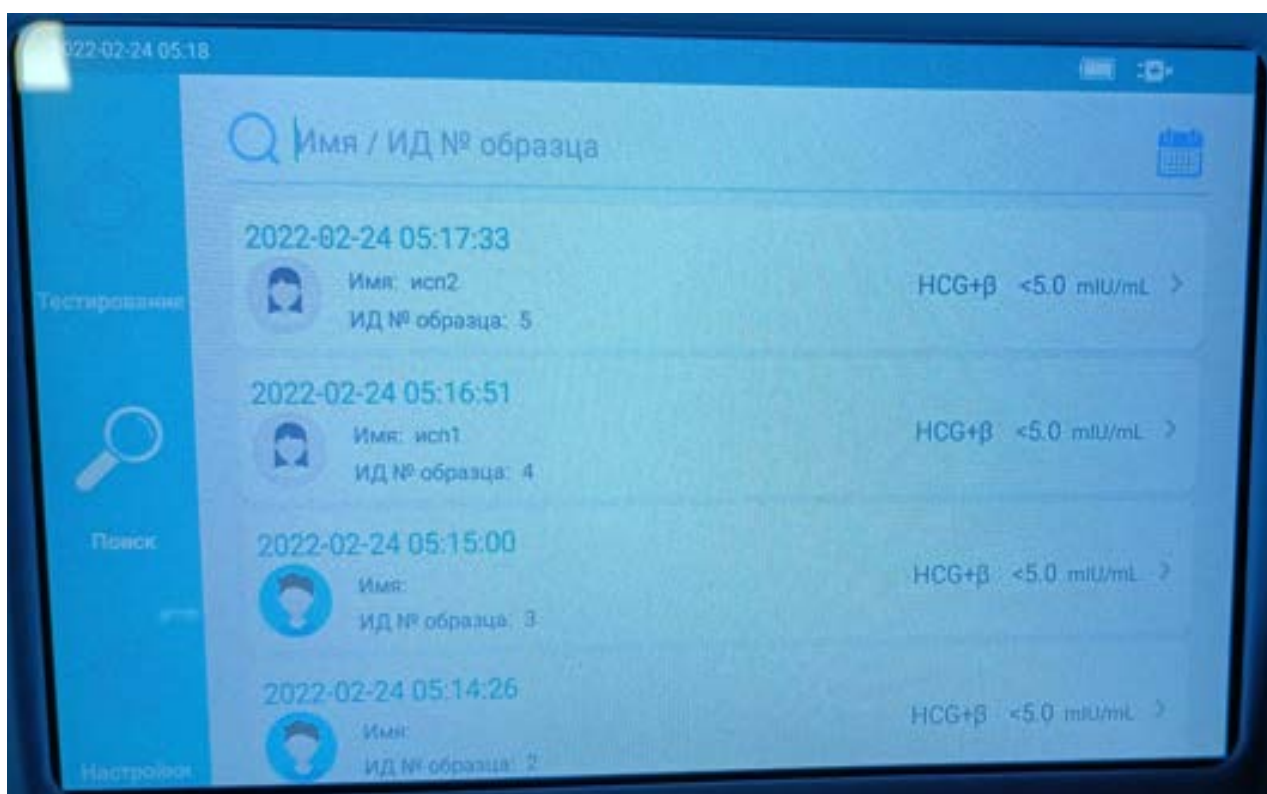 2022-02-24 05:18
Имя / ИД № образца
2022-02-24 05:17:33
Имя: исп2
ИД № образца: 5
HCG+β <5.0 mIU/mL >
Тестирование
2022-02-24 05:16:51
Имя: исп1
ИД № образца: 4
HCG+β <5.0 mIU/mL >
Поиск
2022-02-24 05:15:00
Имя:
ИД № образца: 3
HCG+β <5.0 mIU/mL >
2022-02-24 05:14:26
Имя:
ИД № образца: 2
HCG+β <5.0 mIU/mL >
Настройки